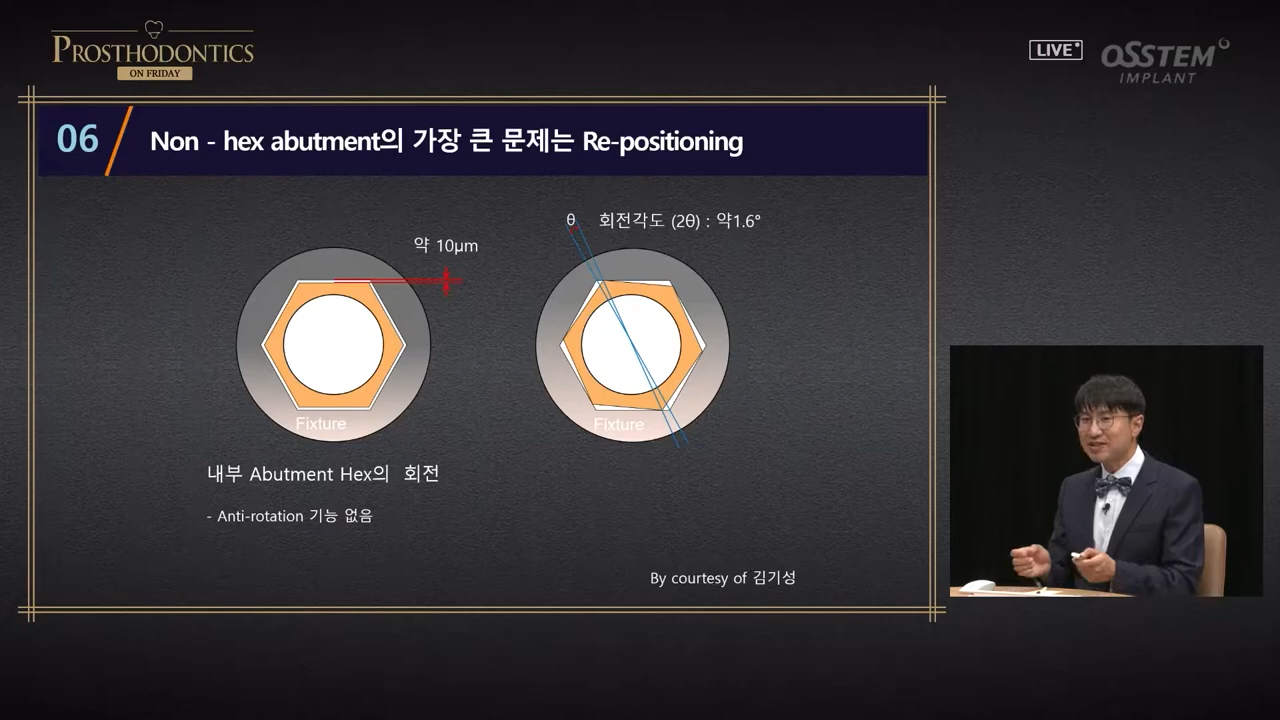 PROSTHODONTICS
ON FRIDAY
LIVE
OSSTEM
IMPLANT
06
Non - hex abutment의 가장 큰 문제는 Re-positioning
θ 회전각도 (2θ) : 약1.6°
약 10μm
Fixture
Fixture
내부 Abutment Hex의 회전
- Anti-rotation 기능 없음
By courtesy of 김기성